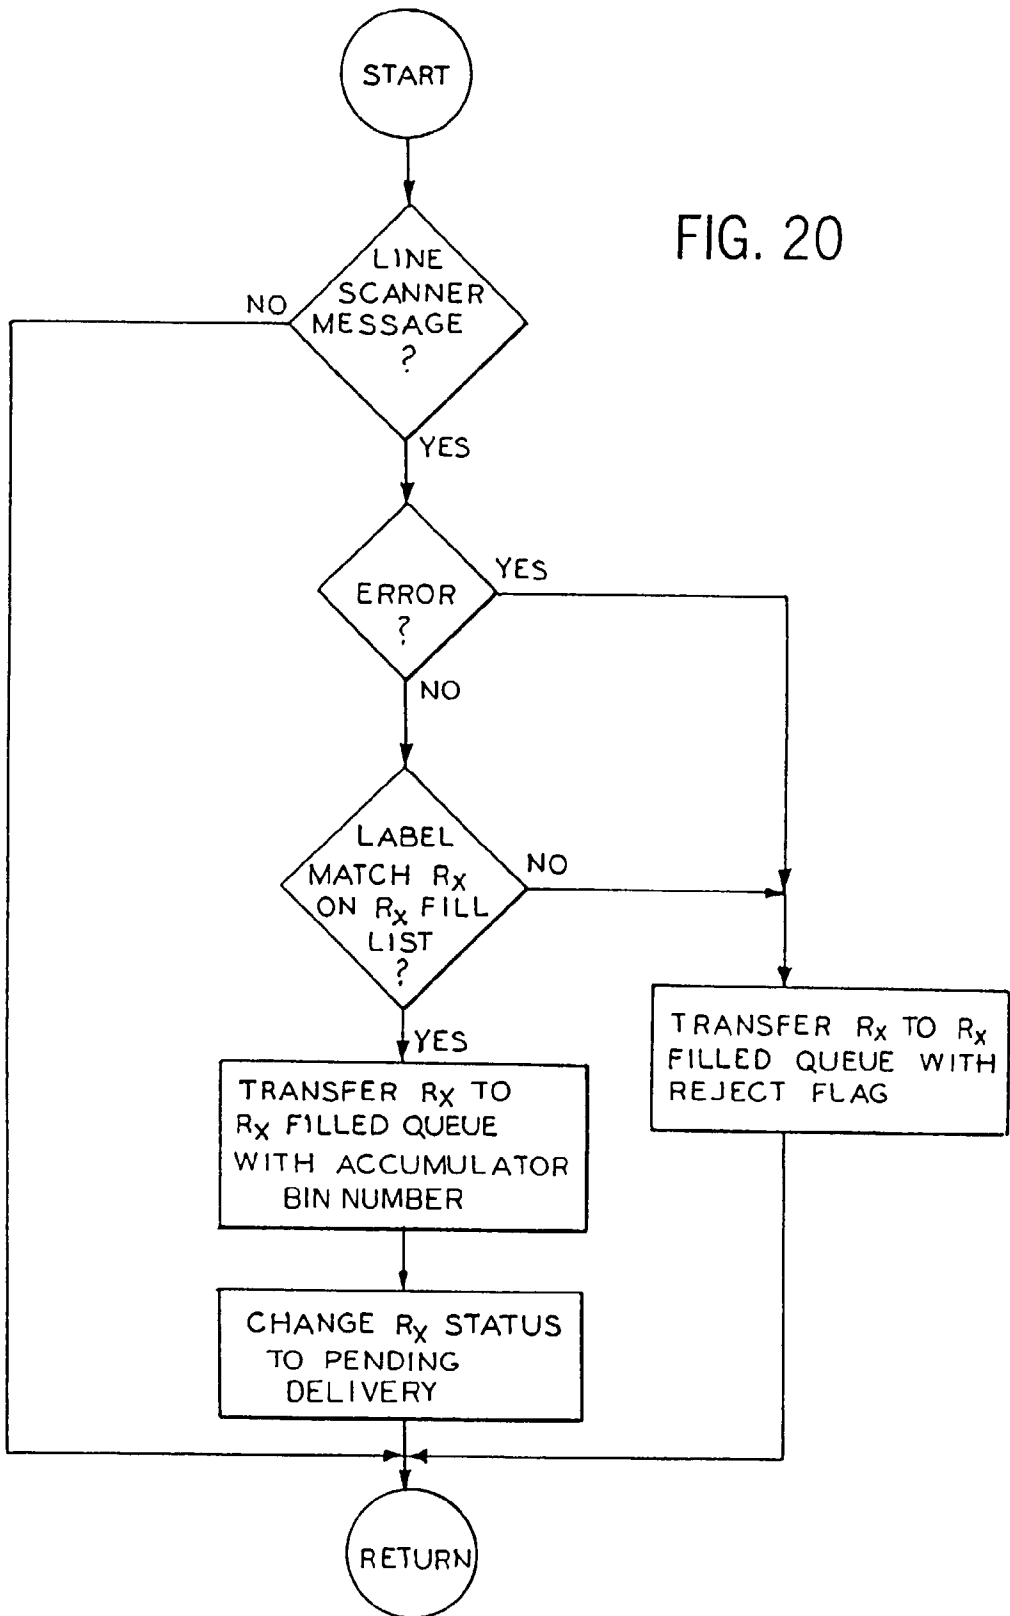 START
FIG. 20
LINE
SCANNER
MESSAGE
?
NO
YES
ERROR
?
YES
NO
LABEL
MATCH Rx
ON Rx FILL
LIST
?
NO
YES
TRANSFER Rx TO Rx
FILLED QUEUE WITH
REJECT FLAG
TRANSFER Rx TO
Rx FILLED QUEUE
WITH ACCUMULATOR
BIN NUMBER
CHANGE Rx STATUS
TO PENDING
DELIVERY
RETURN